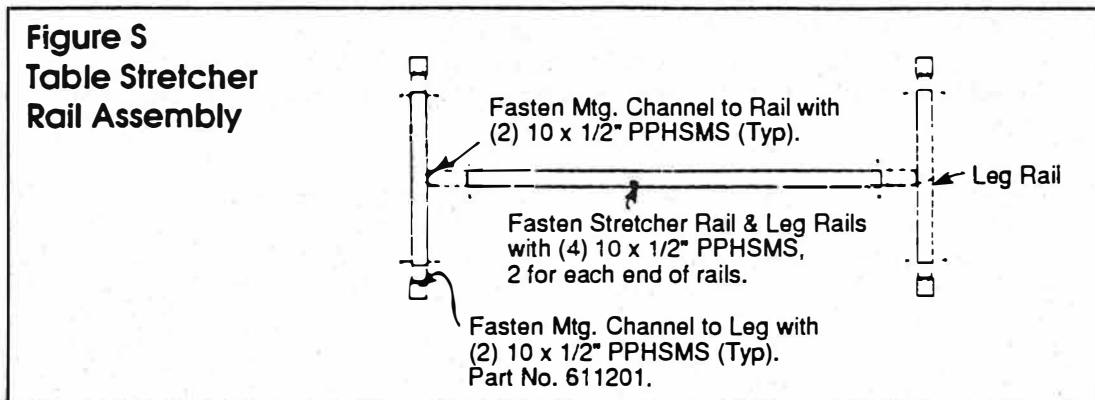 Figure S
Table Stretcher
Rail Assembly
Fasten Mtg. Channel to Rail with
(2) 10 x 1/2" PPHSMS (Typ).
Leg Rail
Fasten Stretcher Rail & Leg Rails
with (4) 10 x 1/2" PPHSMS,
2 for each end of rails.
Fasten Mtg. Channel to Leg with
(2) 10 x 1/2" PPHSMS (Typ).
Part No. 611201.